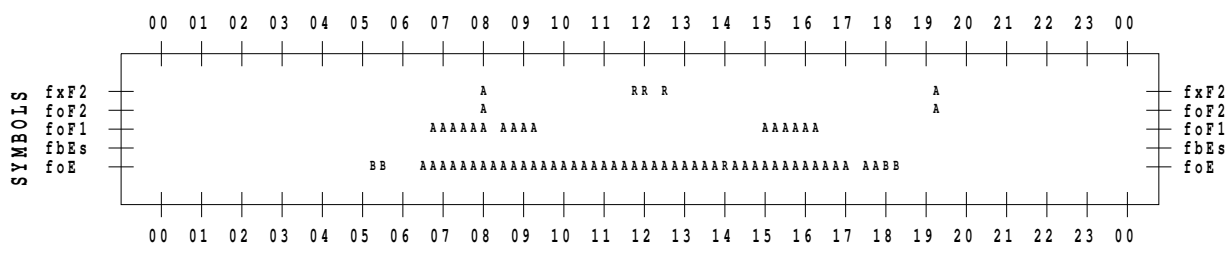 00 01 02 03 04 05 06 07 08 09 10 11 12 13 14 15 16 17 18 19 20 21 22 23 00
SYMBOLS
fxF2 A RR R A fxF2
foF2 A A foF2
foF1 AAAAAA AAAA AAAAAA foF1
fbEs fbEs
foE BB AAAAAAAAAAAAAAAAAAAAAAAAAAAAAARAAAAAAAAAAAA AABB foE
00 01 02 03 04 05 06 07 08 09 10 11 12 13 14 15 16 17 18 19 20 21 22 23 00